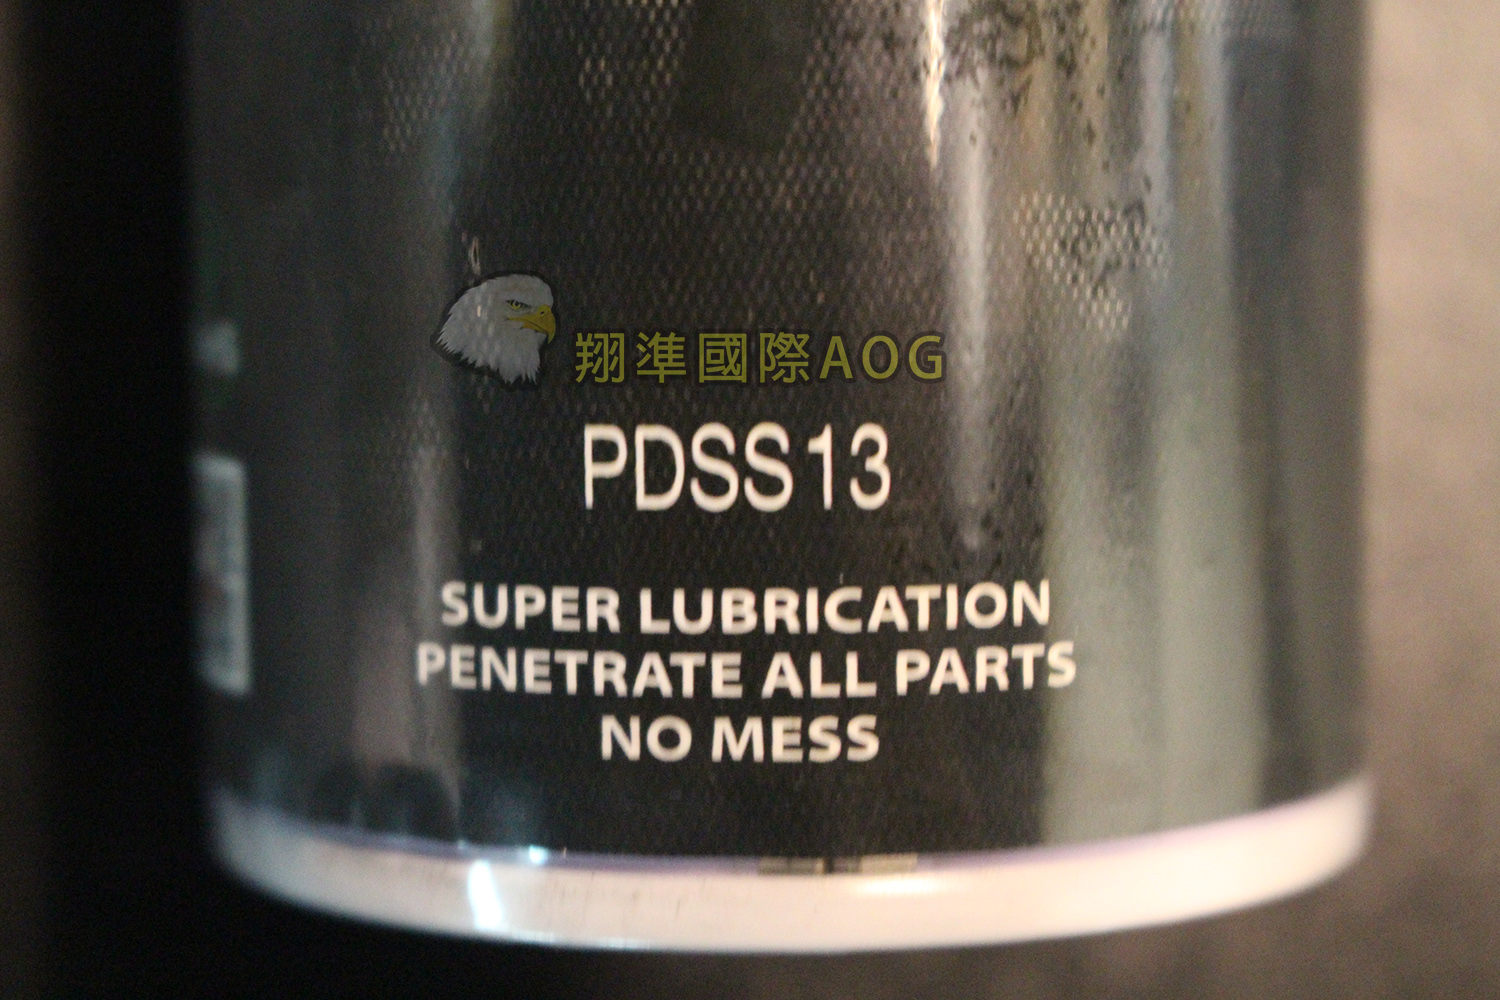 翔準國際AOG
PDSS13
SUPER LUBRICATION
PENETRATE ALL PARTS
NO MESS